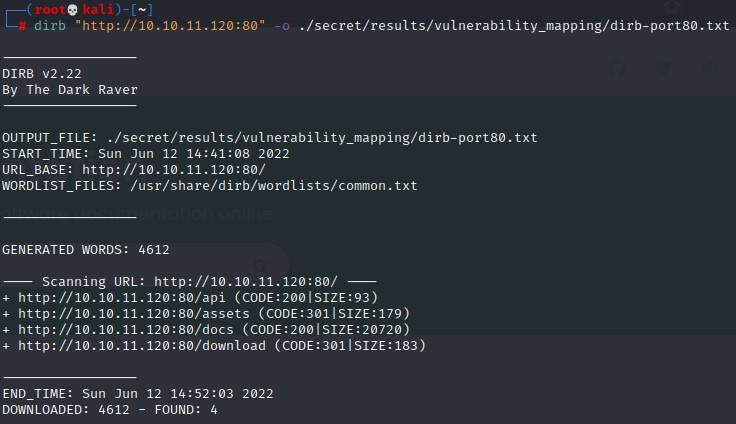 ┌──(root💀kali)-[~]
└─# dirb "http://10.10.11.120:80" -o ./secret/results/vulnerability_mapping/dirb-port80.txt
DIRB v2.22
By The Dark Raver
OUTPUT_FILE: ./secret/results/vulnerability_mapping/dirb-port80.txt
START_TIME: Sun Jun 12 14:41:08 2022
URL_BASE: http://10.10.11.120:80/
WORDLIST_FILES: /usr/share/dirb/wordlists/common.txt
GENERATED WORDS: 4612
---- Scanning URL: http://10.10.11.120:80/ ----
+ http://10.10.11.120:80/api (CODE:200|SIZE:93)
+ http://10.10.11.120:80/assets (CODE:301|SIZE:179)
+ http://10.10.11.120:80/docs (CODE:200|SIZE:20720)
+ http://10.10.11.120:80/download (CODE:301|SIZE:183)
END_TIME: Sun Jun 12 14:52:03 2022
DOWNLOADED: 4612 - FOUND: 4